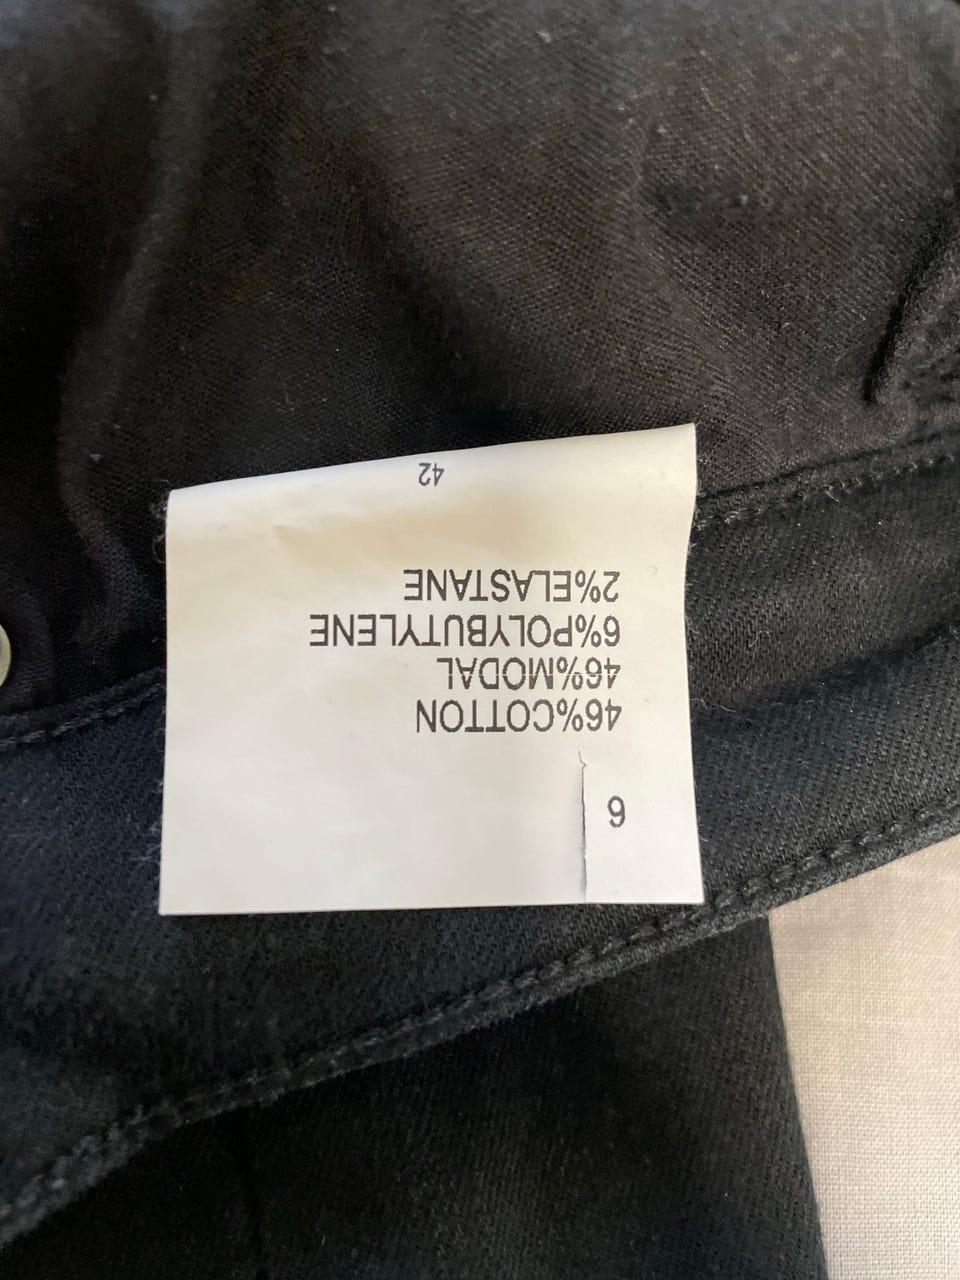 9
46%COTTON
46%MODAL
6%POLYBUTYLENE
2%ELASTANE
42